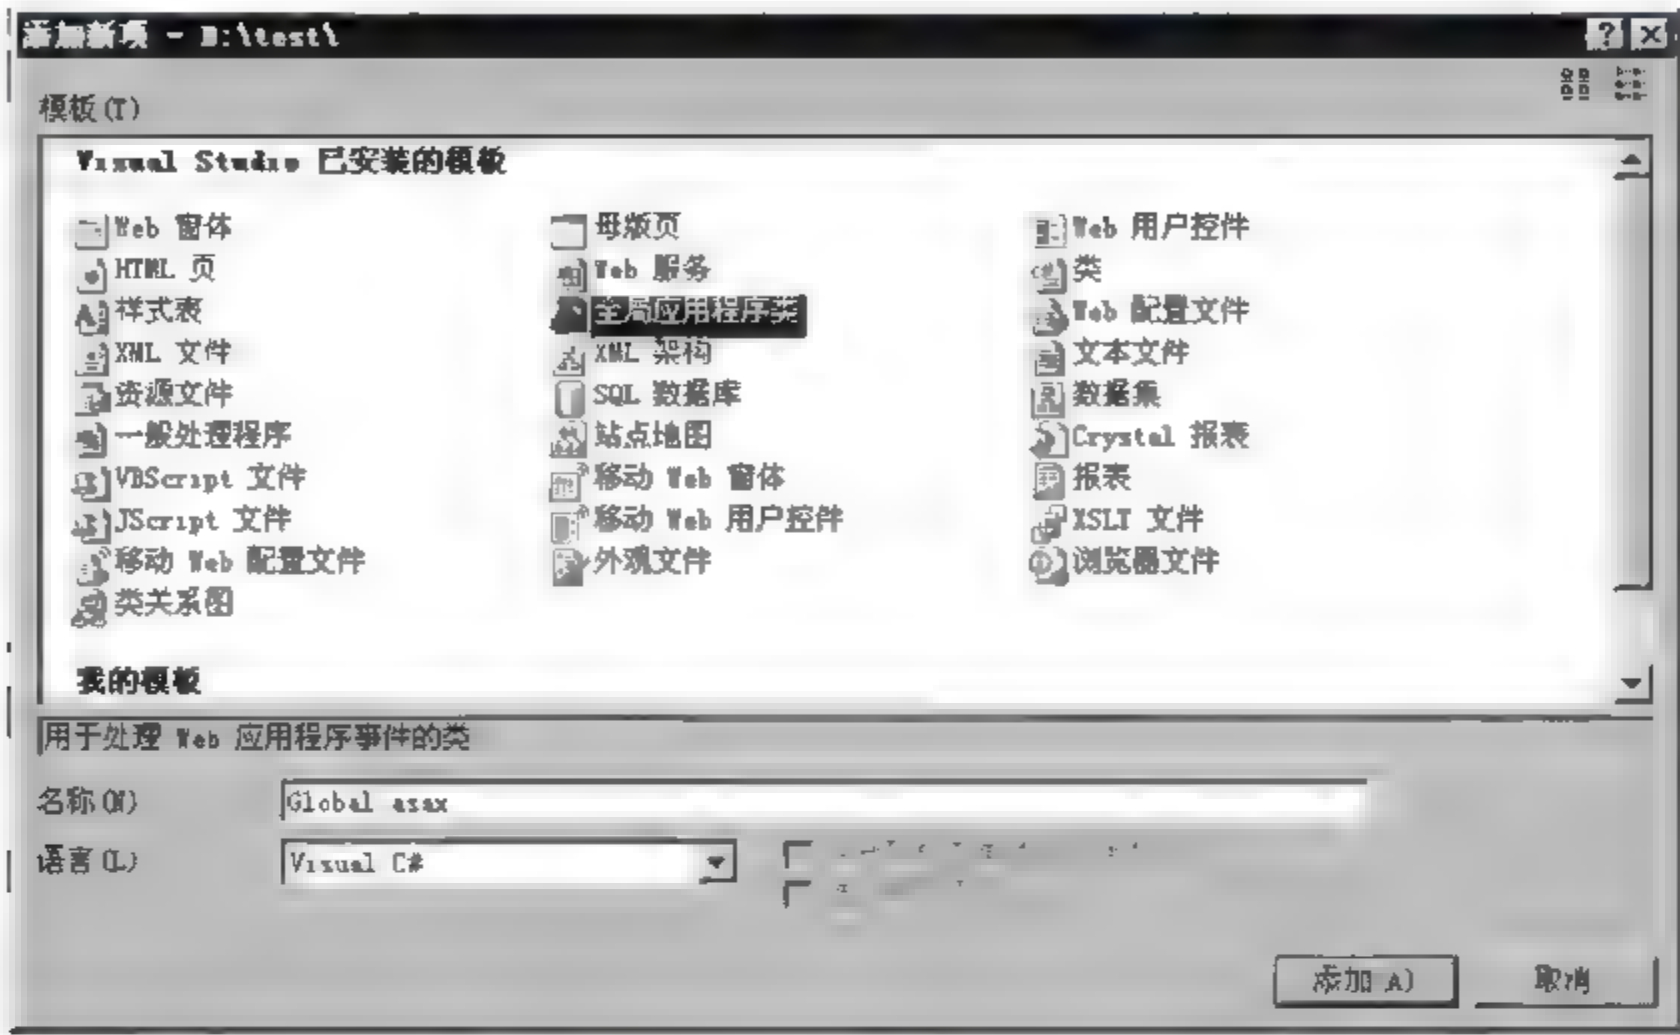 添加新项 - D:\test\
模板(T)
Visual Studio 已安装的模板
Web 窗体 母版页 Web 用户控件
HTML 页 Web 服务 类
样式表 全局应用程序类 Web 配置文件
XML 文件 XML 架构 文本文件
资源文件 SQL 数据库 数据集
一般处理程序 站点地图 Crystal 报表
VBScript 文件 移动 Web 窗体 报表
JScript 文件 移动 Web 用户控件 XSLT 文件
移动 Web 配置文件 外观文件 浏览器文件
类关系图
我的模板
用于处理 Web 应用程序事件的类
名称(N) Global asax
语言(L) Visual C#
添加 A) 取消